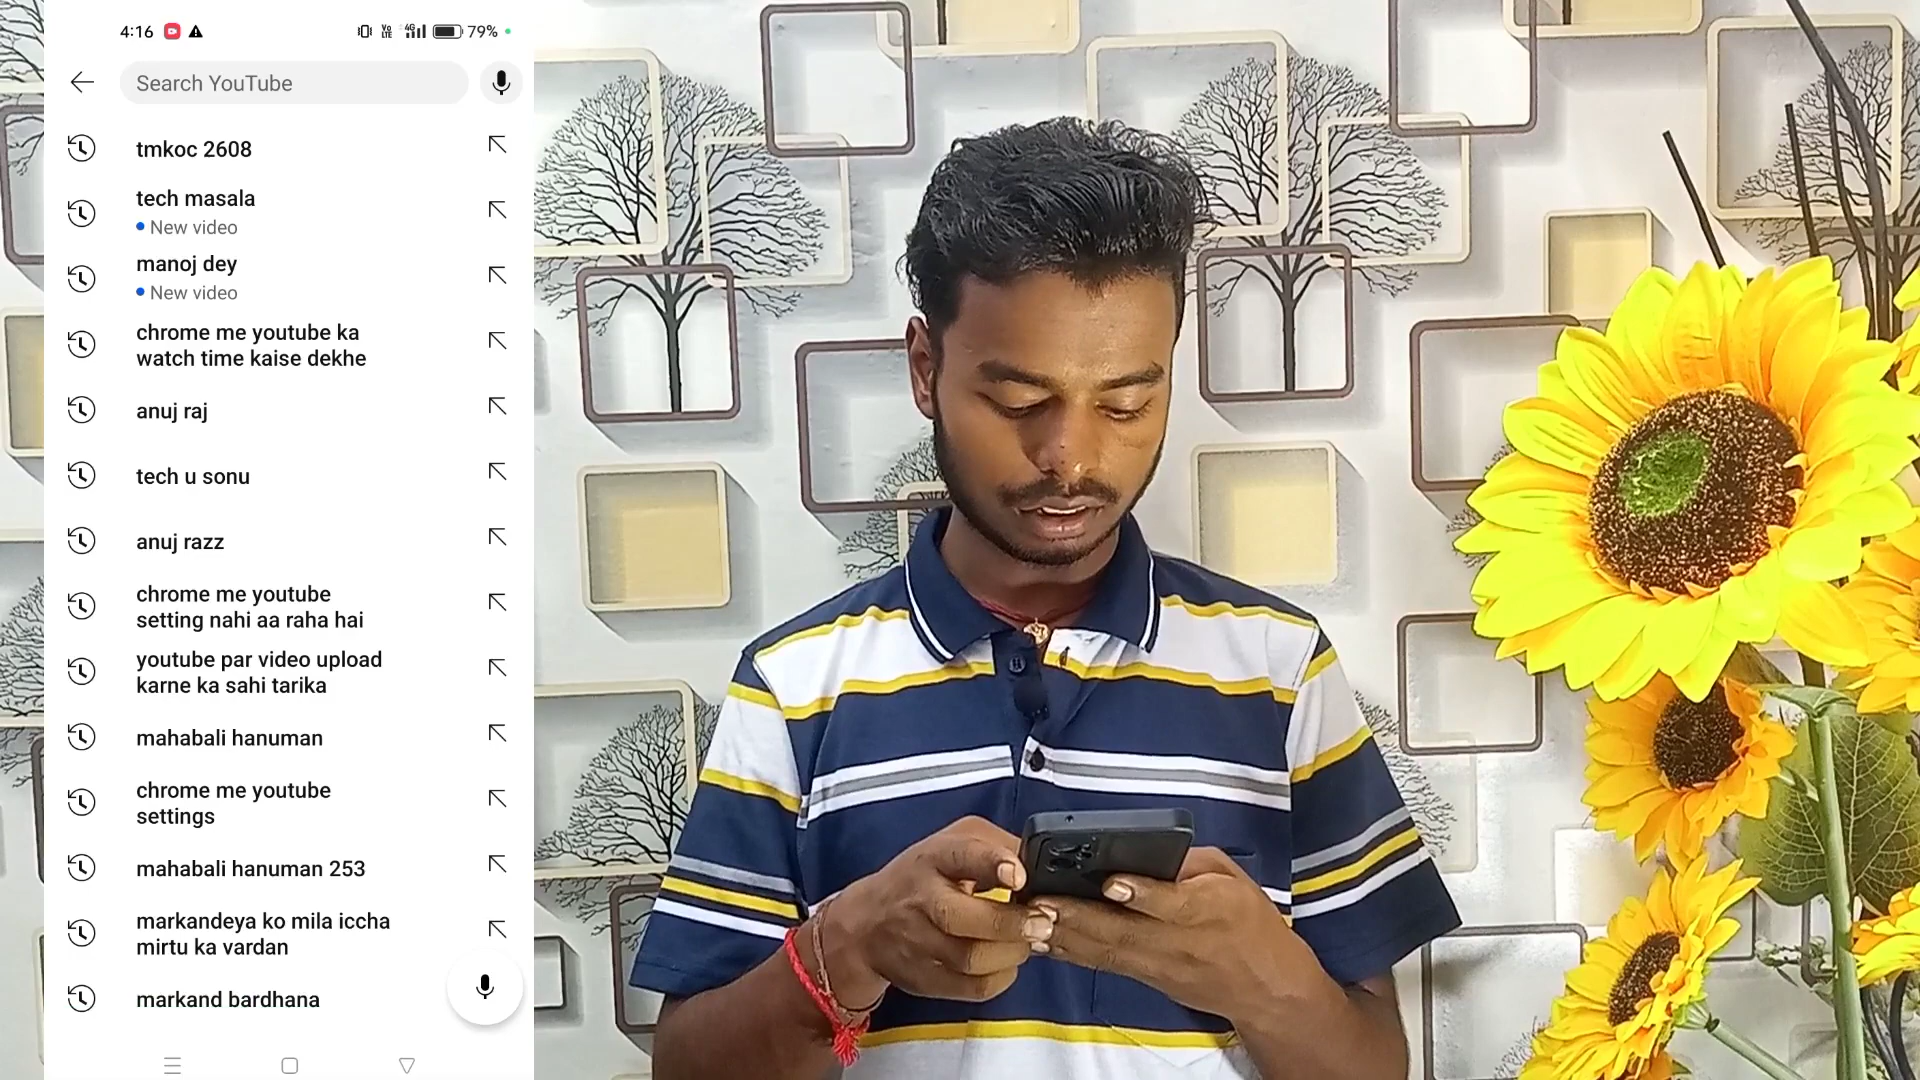 4:16
Vo LTE 4G 79%
Search YouTube
tmkoc 2608
tech masala
New video
manoj dey
New video
chrome me youtube ka
watch time kaise dekhe
anuj raj
tech u sonu
anuj razz
chrome me youtube
setting nahi aa raha hai
youtube par video upload
karne ka sahi tarika
mahabali hanuman
chrome me youtube
settings
mahabali hanuman 253
markandeya ko mila iccha
mirtu ka vardan
markand bardhana